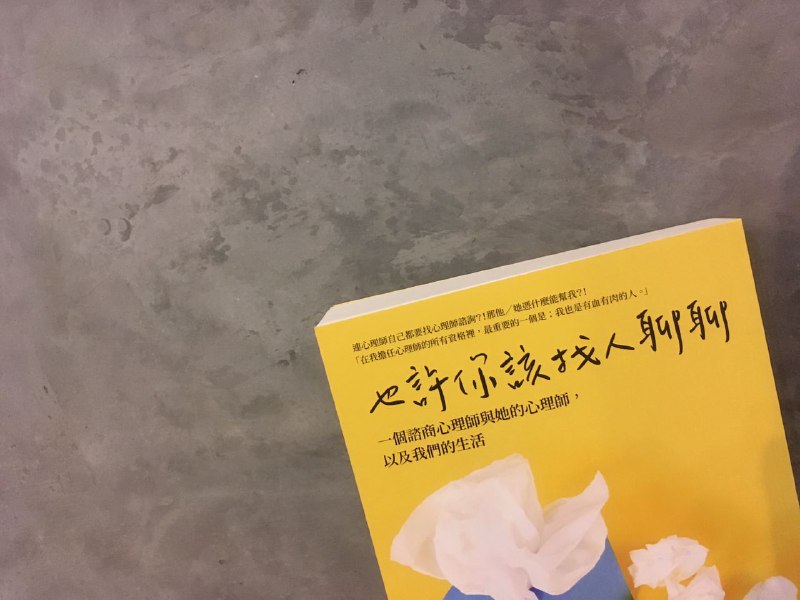 連心理師自己都要找心理師諮詢?!那他／她憑什麼能幫我?!
「在我擔任心理師的所有資格裡，最重要的一個是：我也是有血有肉的人。」
也許你該找人聊聊
一個諮商心理師與她的心理師，
以及我們的生活